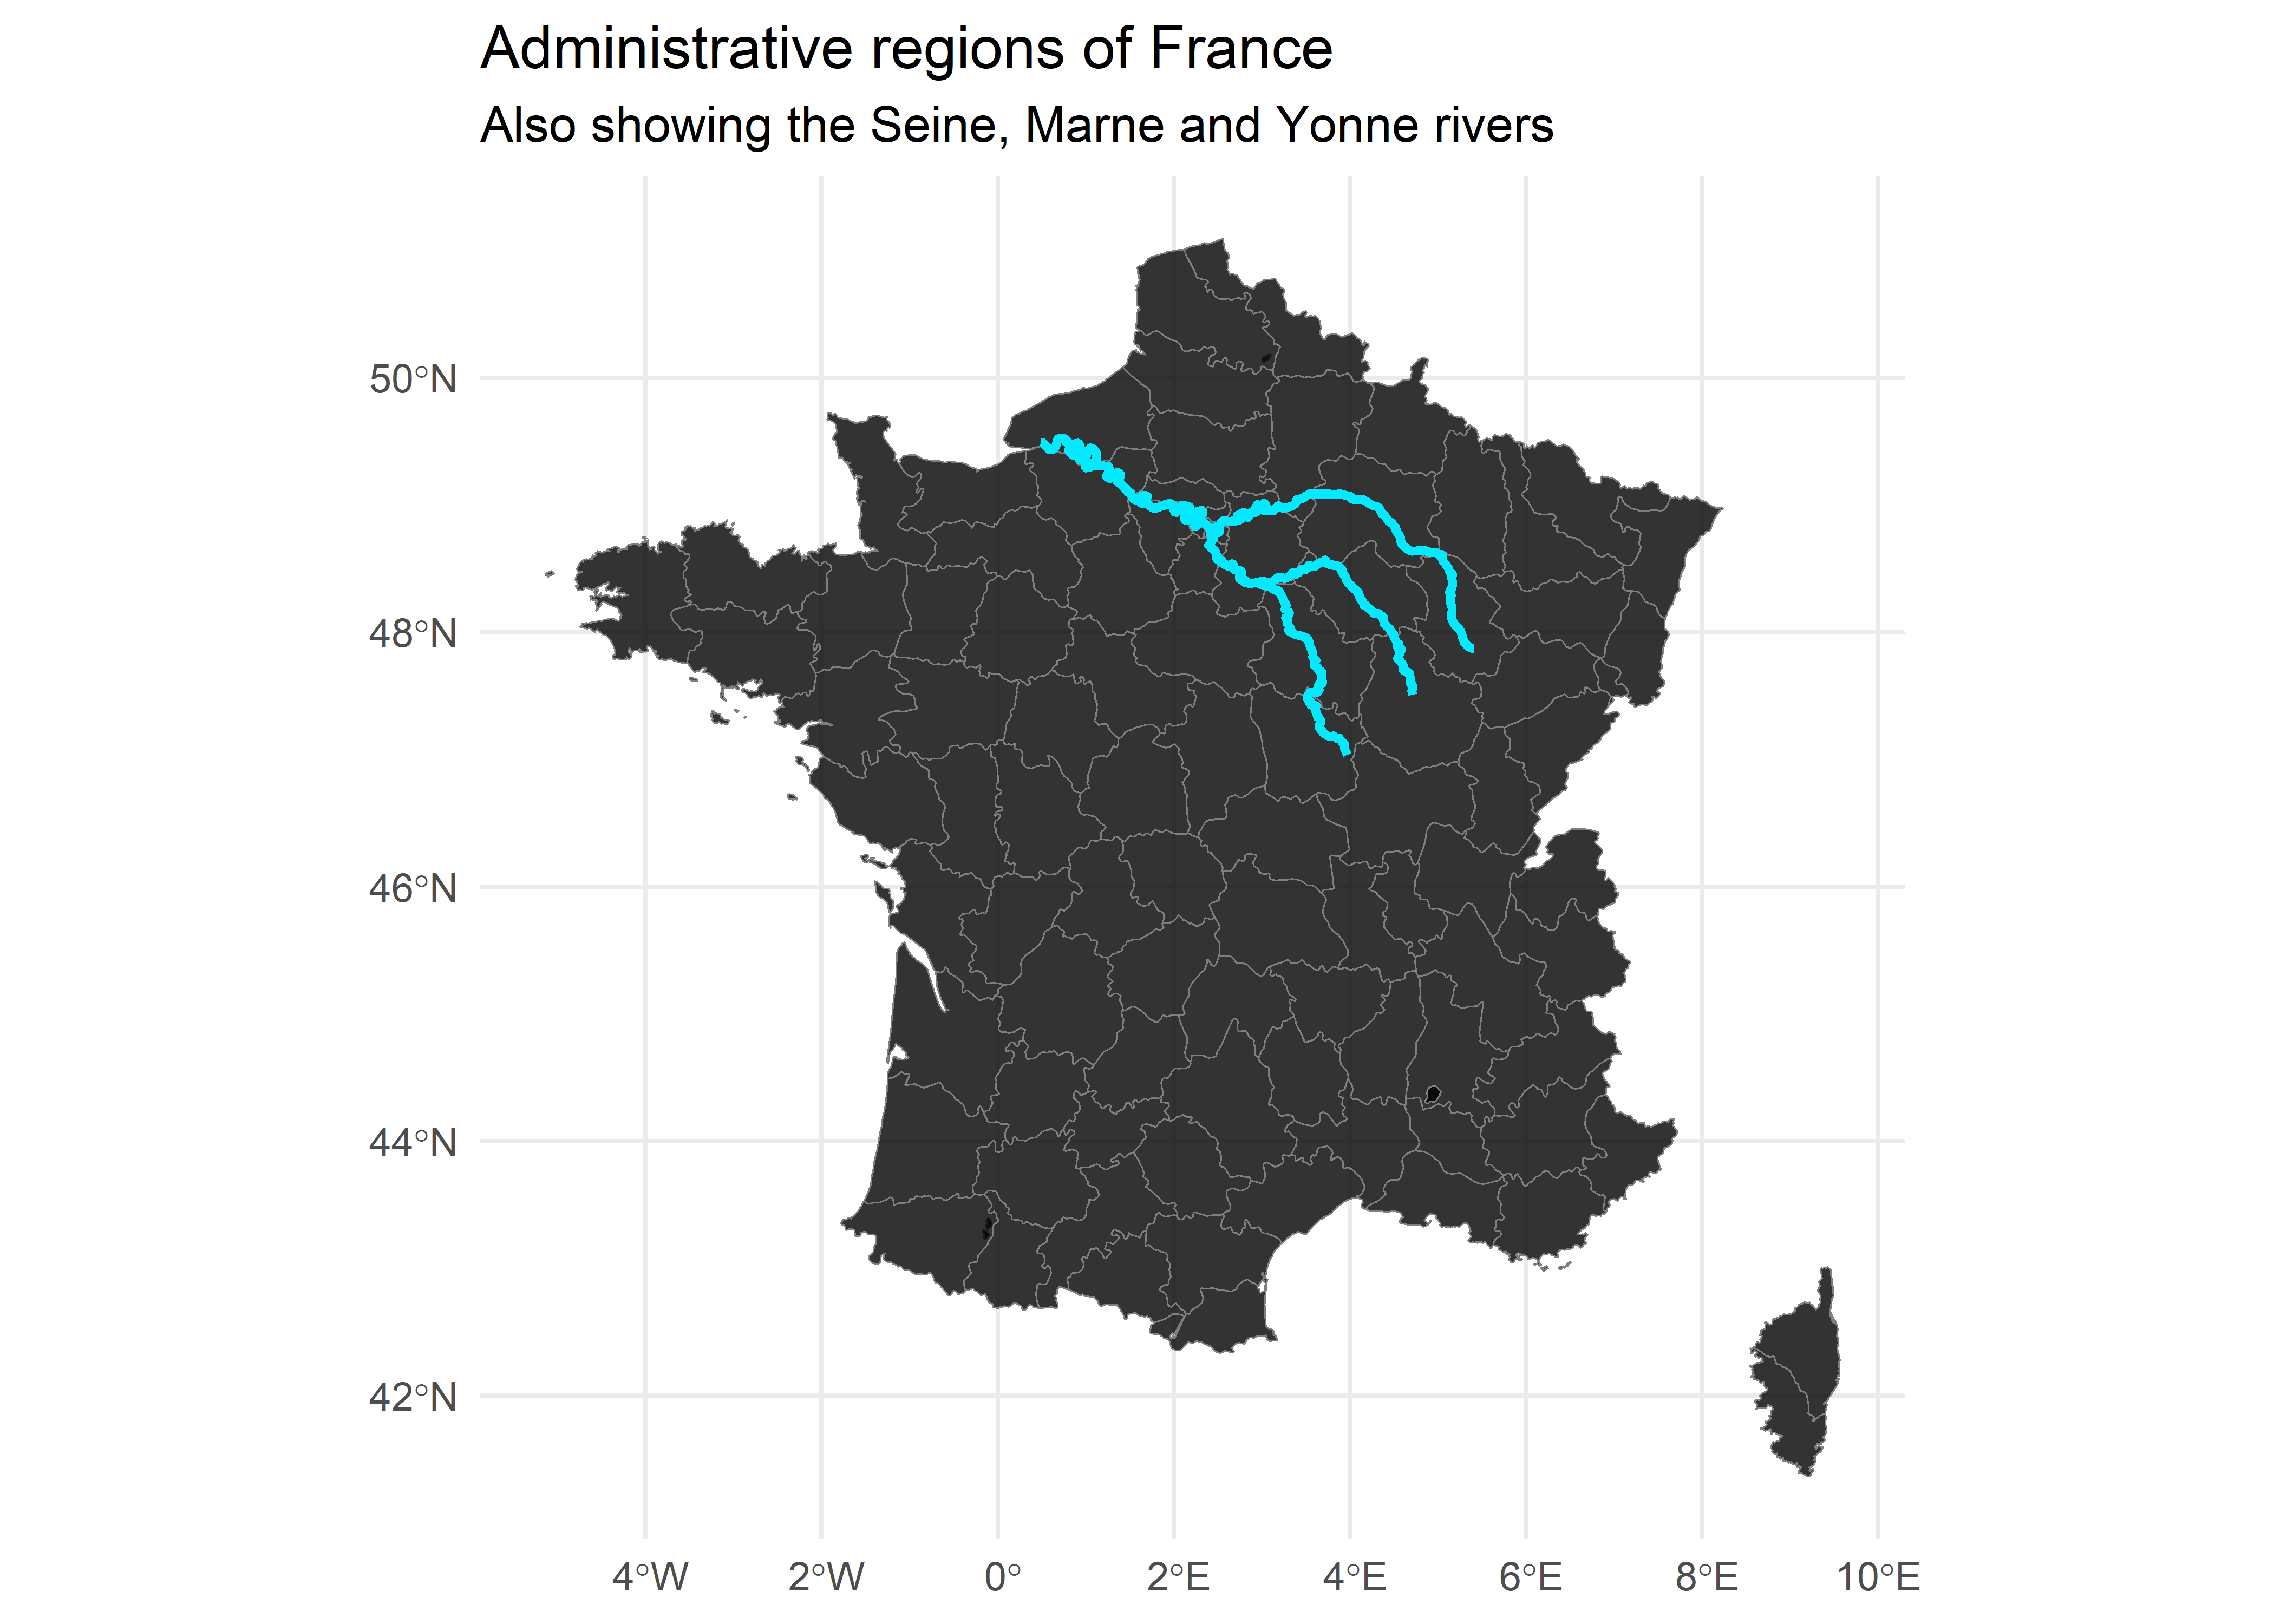 Administrative regions of France
Also showing the Seine, Marne and Yonne rivers
50°N
48°N
46°N
44°N
42°N
4°W 2°W 0° 2°E 4°E 6°E 8°E 10°E